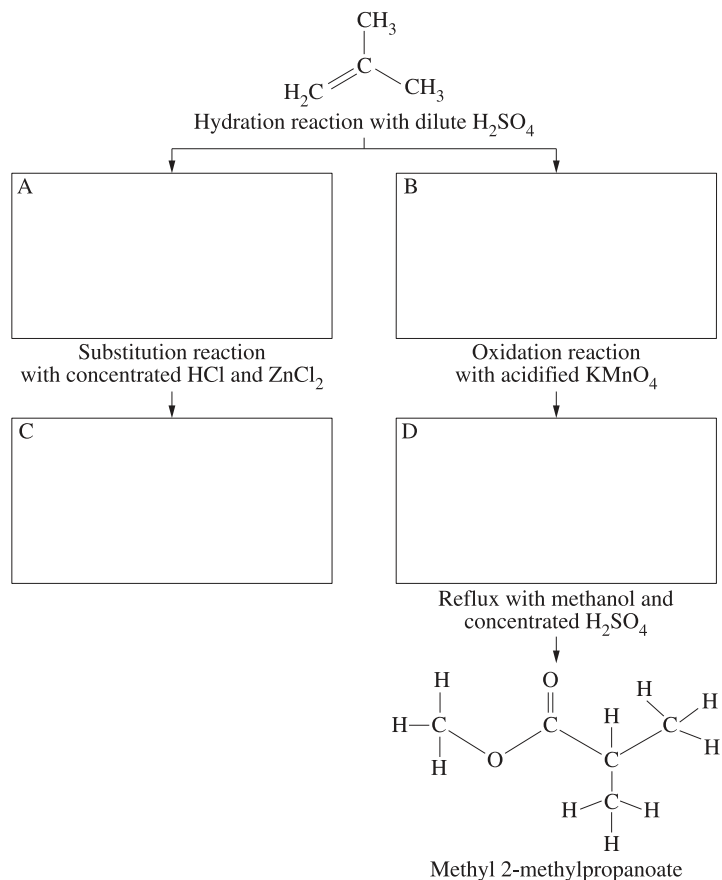 CH₃
C
H₂C
CH₃
Hydration reaction with dilute H₂SO₄
A
B
Substitution reaction
with concentrated HCl and ZnCl₂
Oxidation reaction
with acidified KMnO₄
C
D
Reflux with methanol and
concentrated H₂SO₄
H O H H
H C C H C H
H O C
H C H
H
Methyl 2-methylpropanoate